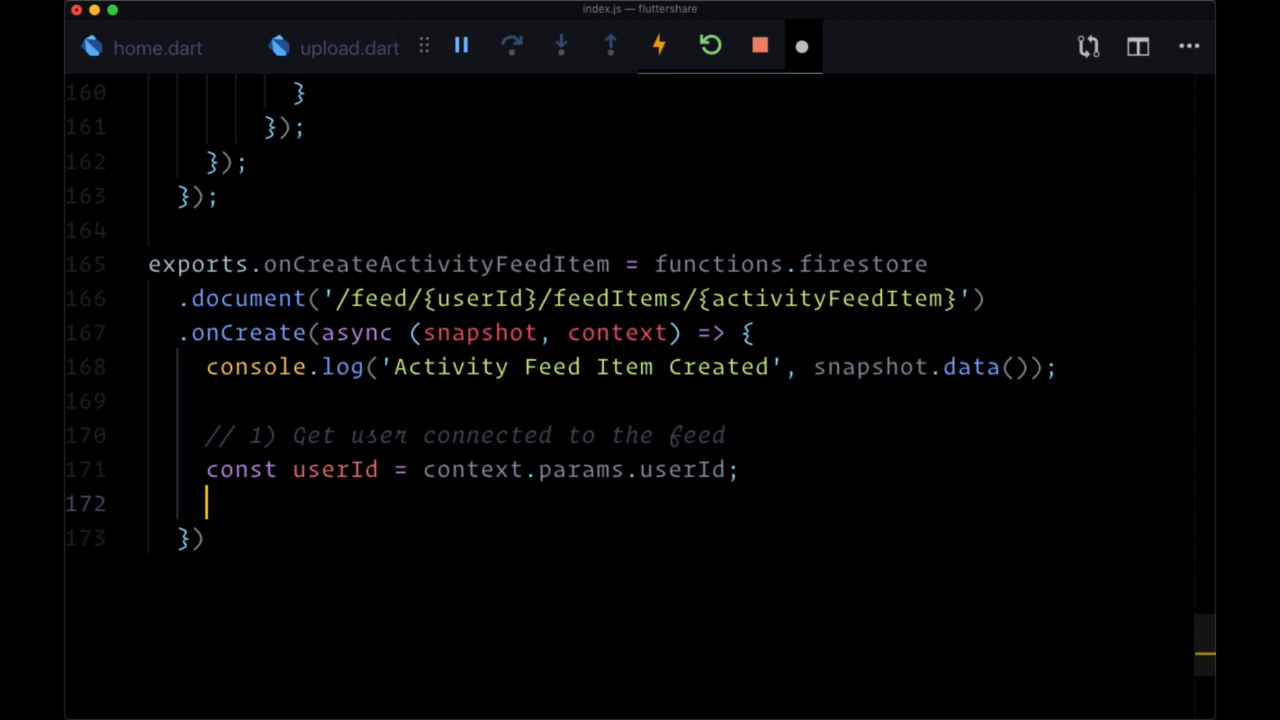 index.js — fluttershare
home.dart upload.dart
160 }
161 });
162 });
163 });
164
165 exports.onCreateActivityFeedItem = functions.firestore
166 .document('/feed/{userId}/feedItems/{activityFeedItem}')
167 .onCreate(async (snapshot, context) => {
168 console.log('Activity Feed Item Created', snapshot.data());
169
170 // 1) Get user connected to the feed
171 const userId = context.params.userId;
172
173 })